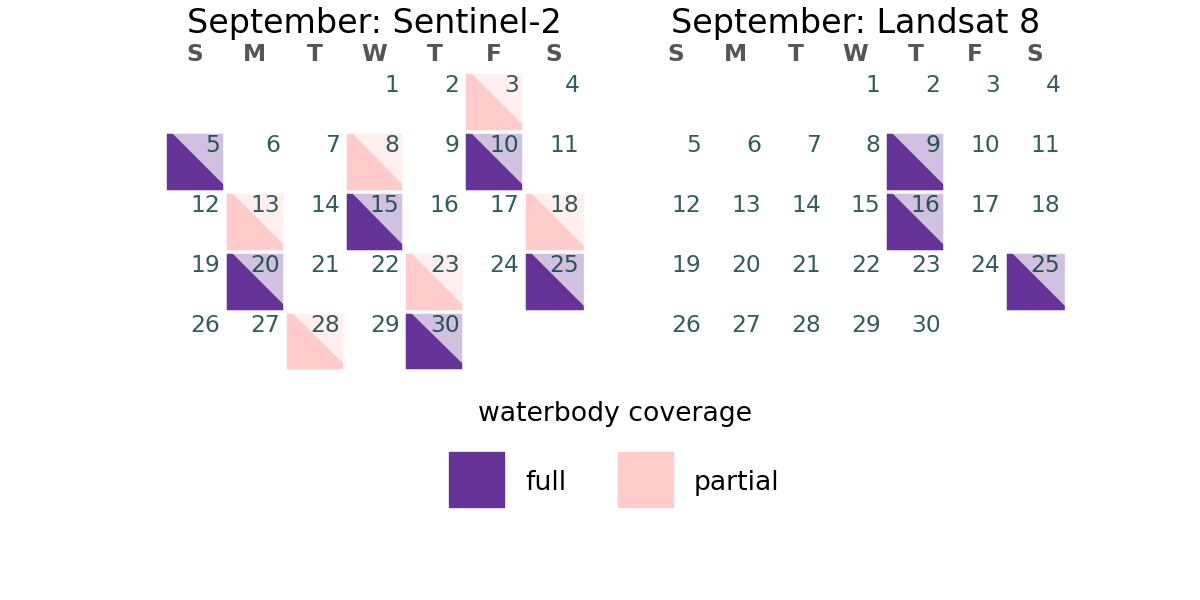 September: Sentinel-2
S M T W T F S
1 2 3 4
5 6 7 8 9 10 11
12 13 14 15 16 17 18
19 20 21 22 23 24 25
26 27 28 29 30
September: Landsat 8
S M T W T F S
1 2 3 4
5 6 7 8 9 10 11
12 13 14 15 16 17 18
19 20 21 22 23 24 25
26 27 28 29 30
waterbody coverage
full
partial